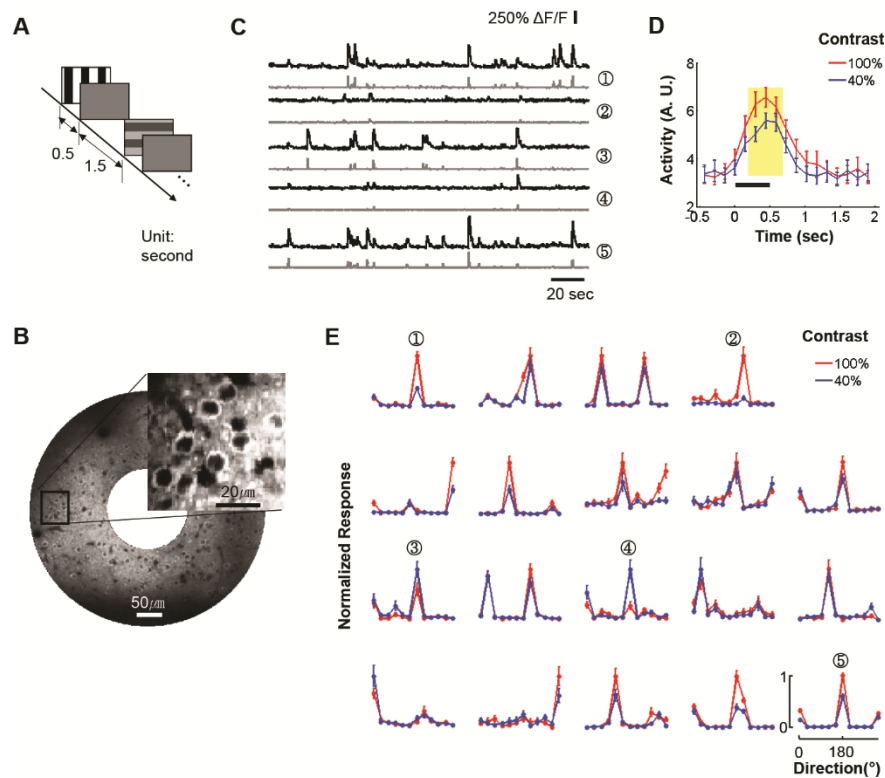 A
0.5
1.5
Unit:
second
B
20㎛
50㎛
C
250% ΔF/F
①
②
③
④
⑤
20 sec
D
Contrast
100%
40%
Activity (A. U.)
8
6
4
2
-0.5
0
0.5
1
1.5
2
Time (sec)
E
Contrast
100%
40%
Normalized Response
①
②
③
④
⑤
1
0
0
180
Direction(°)